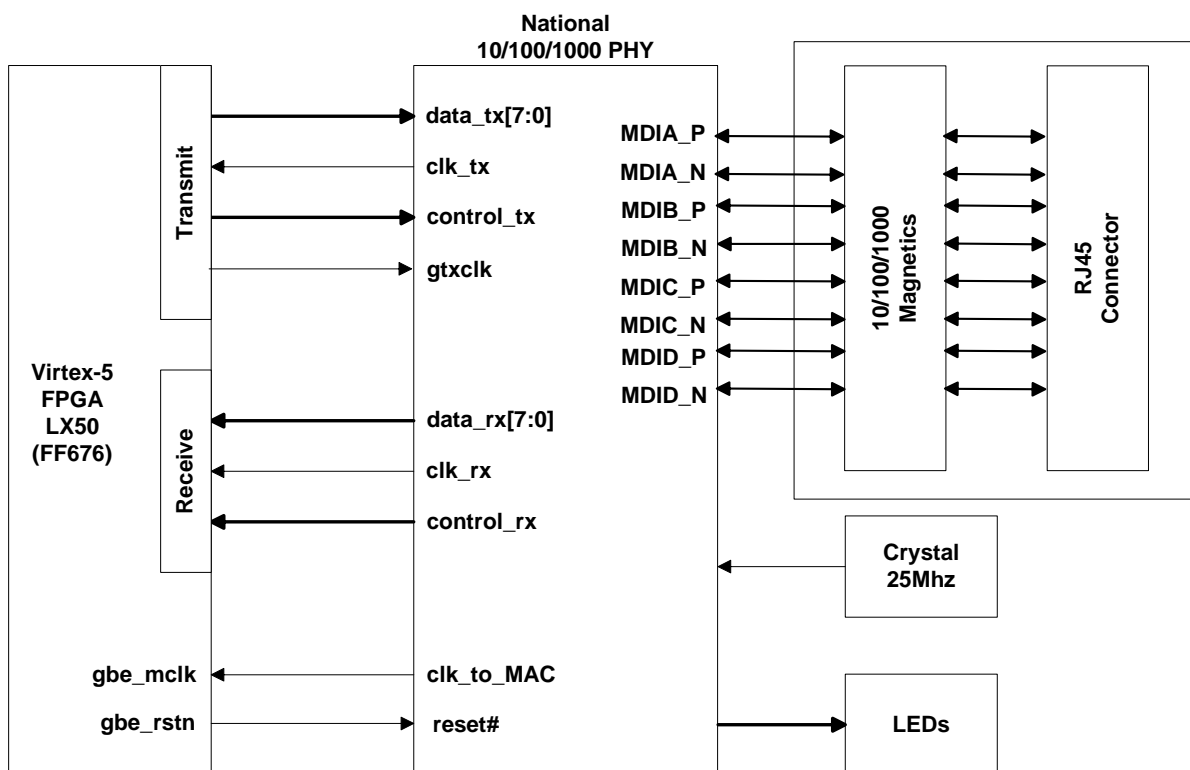 National
10/100/1000 PHY
Transmit
data_tx[7:0]
clk_tx
control_tx
gtxclk
Virtex-5
FPGA
LX50
(FF676)
Receive
data_rx[7:0]
clk_rx
control_rx
gbe_mclk
clk_to_MAC
gbe_rstn
reset#
MDIA_P
MDIA_N
MDIB_P
MDIB_N
MDIC_P
MDIC_N
MDID_P
MDID_N
10/100/1000
Magnetics
RJ45
Connector
Crystal
25Mhz
LEDs